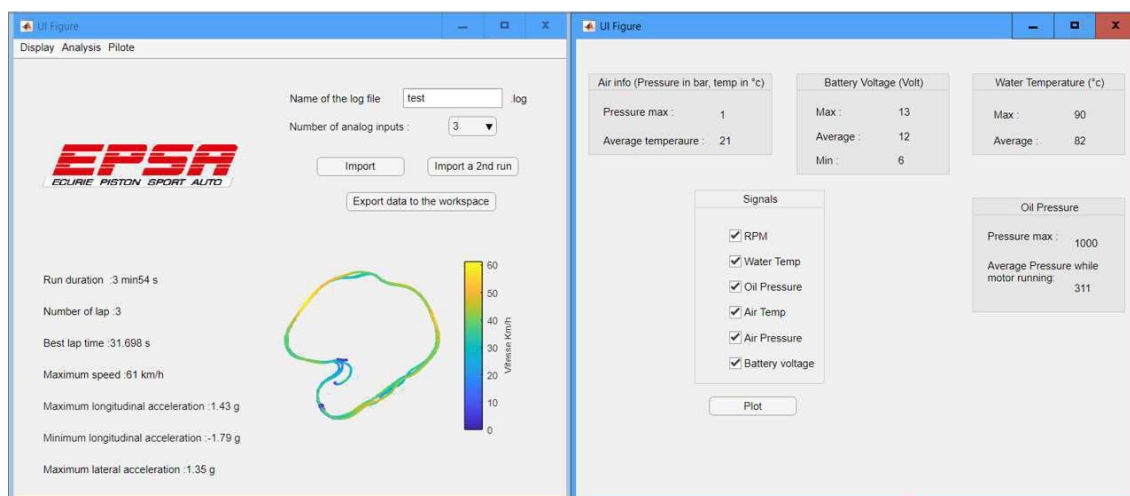 UI Figure
Display Analysis Pilote
Name of the log file test .log
Number of analog inputs : 3
Import Import a 2nd run
Export data to the workspace
EPSA
ECURIE PISTON SPORT AUTO
Run duration :3 min54 s
Number of lap :3
Best lap time :31.698 s
Maximum speed :61 km/h
Maximum longitudinal acceleration :1.43 g
Minimum longitudinal acceleration :-1.79 g
Maximum lateral acceleration :1.35 g
60
50
40
30
20
10
0
Vitesse Km/h
UI Figure
Air info (Pressure in bar, temp in °c)
Pressure max : 1
Average temperaure : 21
Battery Voltage (Volt)
Max : 13
Average : 12
Min : 6
Water Temperature (°c)
Max : 90
Average : 82
Signals
RPM
Water Temp
Oil Pressure
Air Temp
Air Pressure
Battery voltage
Plot
Oil Pressure
Pressure max : 1000
Average Pressure while
motor running:
311